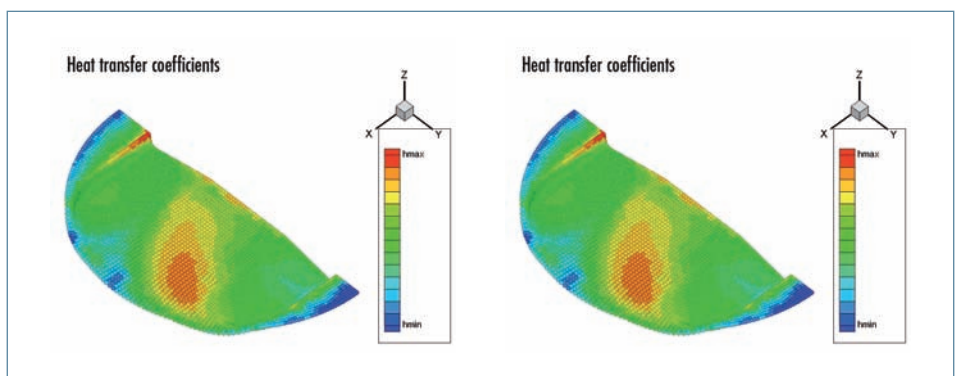 Heat transfer coefficients
Z
X Y
hmax
hmin
Heat transfer coefficients
Z
X Y
hmax
hmin